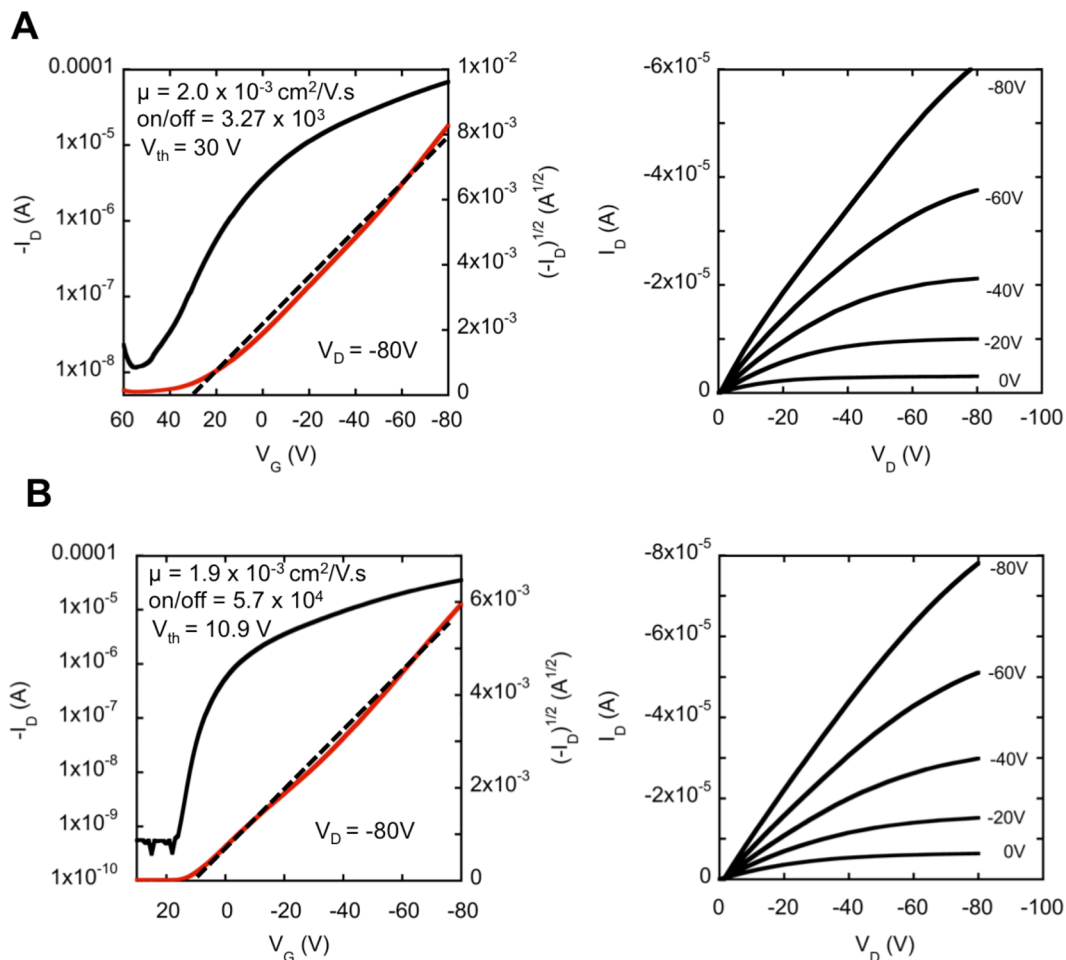 A
μ = 2.0 x 10⁻³ cm²/V.s
on/off = 3.27 x 10³
V_th = 30 V
V_D = -80V
0.0001
1x10⁻⁵
1x10⁻⁶
1x10⁻⁷
1x10⁻⁸
-I_D (A)
1x10⁻²
8x10⁻³
6x10⁻³
4x10⁻³
2x10⁻³
0
(-I_D)^1/2 (A^1/2)
60 40 20 0 -20 -40 -60 -80
V_G (V)
-6x10⁻⁵
-4x10⁻⁵
-2x10⁻⁵
0
I_D (A)
-80V
-60V
-40V
-20V
0V
0 -20 -40 -60 -80 -100
V_D (V)
B
μ = 1.9 x 10⁻³ cm²/V.s
on/off = 5.7 x 10⁴
V_th = 10.9 V
V_D = -80V
0.0001
1x10⁻⁵
1x10⁻⁶
1x10⁻⁷
1x10⁻⁸
1x10⁻⁹
1x10⁻¹⁰
-I_D (A)
6x10⁻³
4x10⁻³
2x10⁻³
0
(-I_D)^1/2 (A^1/2)
20 0 -20 -40 -60 -80
V_G (V)
-8x10⁻⁵
-6x10⁻⁵
-4x10⁻⁵
-2x10⁻⁵
0
I_D (A)
-80V
-60V
-40V
-20V
0V
0 -20 -40 -60 -80 -100
V_D (V)